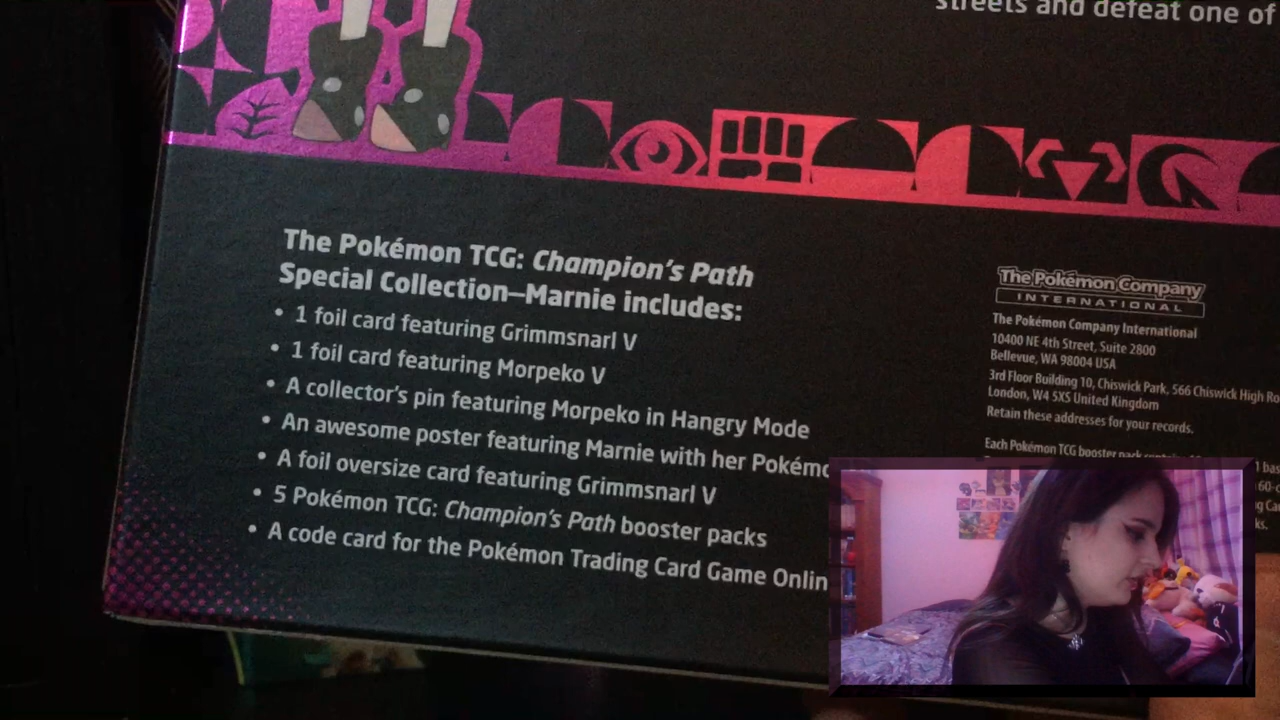 streets and defeat one of
The Pokémon TCG: Champion's Path
Special Collection—Marnie includes:
• 1 foil card featuring Grimmsnarl V
• 1 foil card featuring Morpeko V
• A collector's pin featuring Morpeko in Hangry Mode
• An awesome poster featuring Marnie with her Pokémo
• A foil oversize card featuring Grimmsnarl V
• 5 Pokémon TCG: Champion's Path booster packs
• A code card for the Pokémon Trading Card Game Onlin
The Pokémon Company
INTERNATIONAL
The Pokémon Company International
10400 NE 4th Street, Suite 2800
Bellevue, WA 98004 USA
3rd Floor Building 10, Chiswick Park, 566 Chiswick High Ro
London, W4 5XS United Kingdom
Retain these addresses for your records.
Each Pokémon TCG booster pack